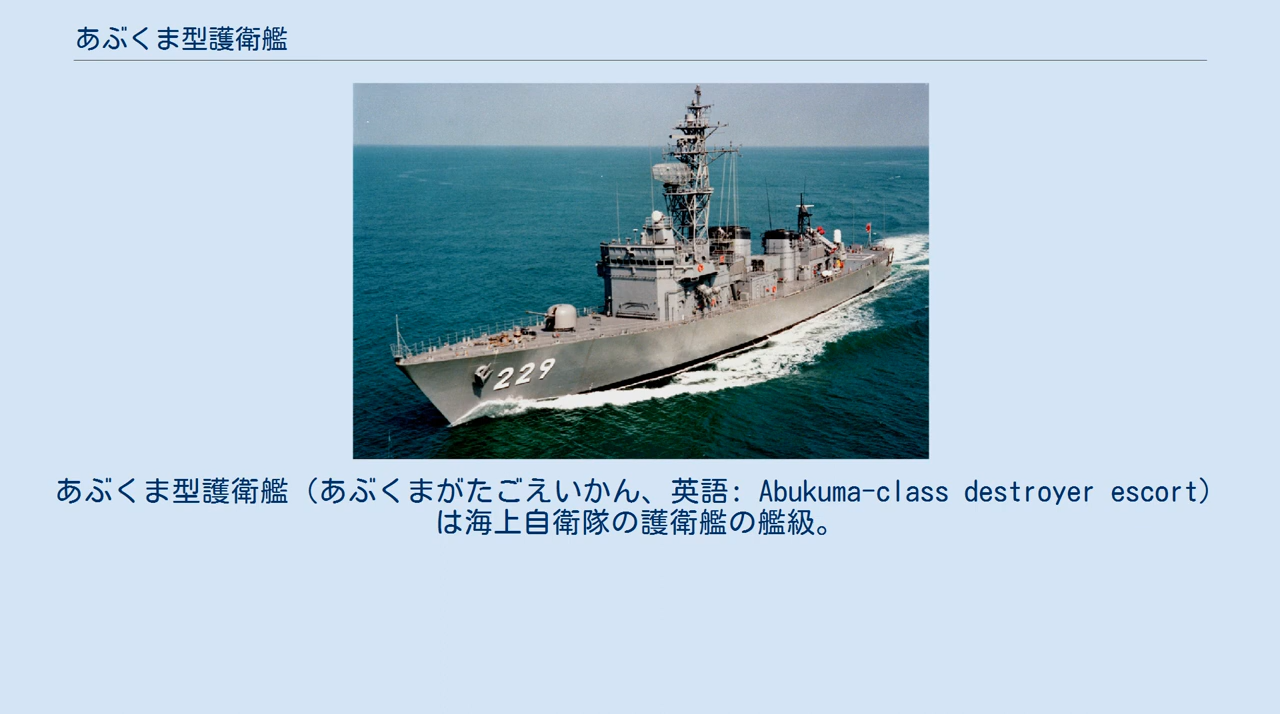 あぶくま型護衛艦
229
あぶくま型護衛艦（あぶくまがたごえいかん、英語: Abukuma-class destroyer escort）
は海上自衛隊の護衛艦の艦級。